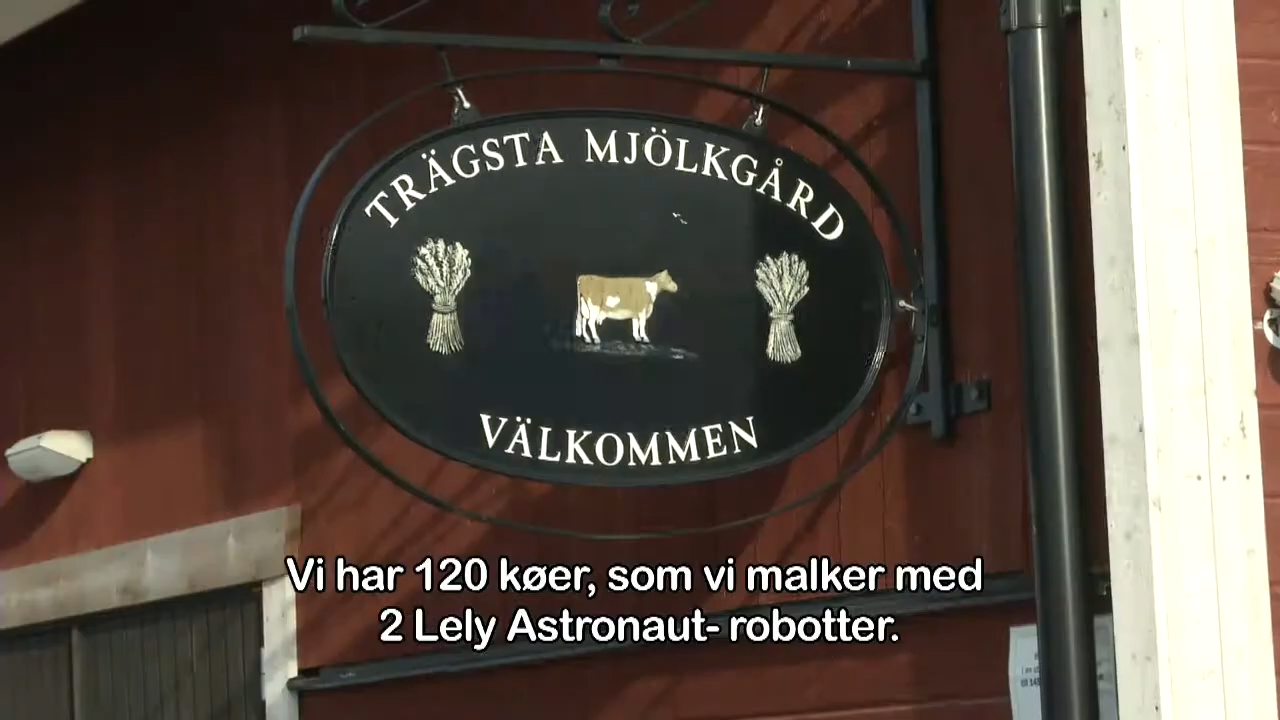 TRÄGSTA MJÖLKGÅRD
VÄLKOMMEN
Vi har 120 køer, som vi malker med
2 Lely Astronaut- robotter.